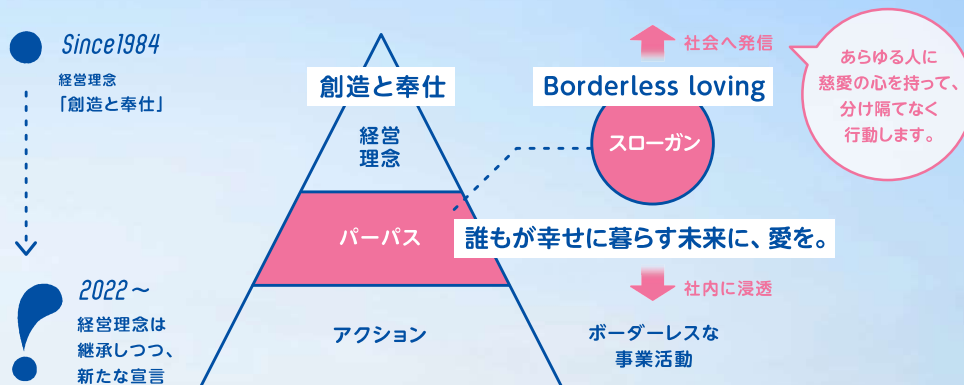 Since1984
経営理念
「創造と奉仕」
2022～
経営理念は
継承しつつ、
新たな宣言
創造と奉仕
経営
理念
パーパス
誰もが幸せに暮らす未来に、愛を。
アクション
社会へ発信
Borderless loving
スローガン
あらゆる人に
慈愛の心を持って、
分け隔てなく
行動します。
社内に浸透
ボーダーレスな
事業活動